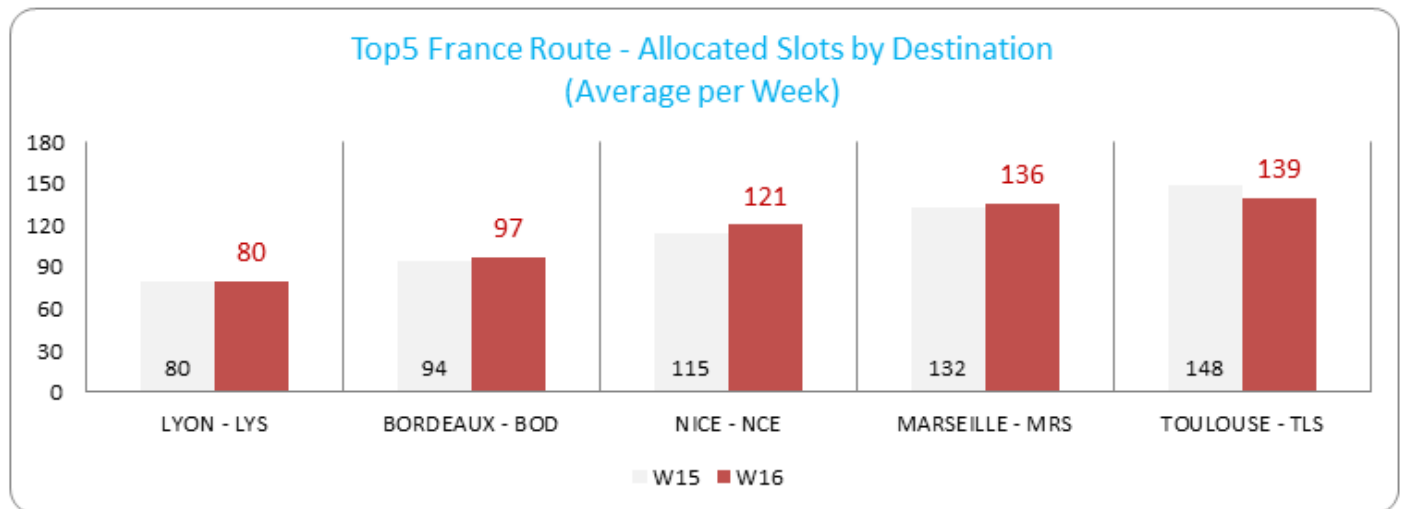 Top5 France Route - Allocated Slots by Destination
(Average per Week)
180
150
120
90
60
30
0
80
80
94
97
115
121
132
136
148
139
LYON - LYS
BORDEAUX - BOD
NICE - NCE
MARSEILLE - MRS
TOULOUSE - TLS
W15
W16